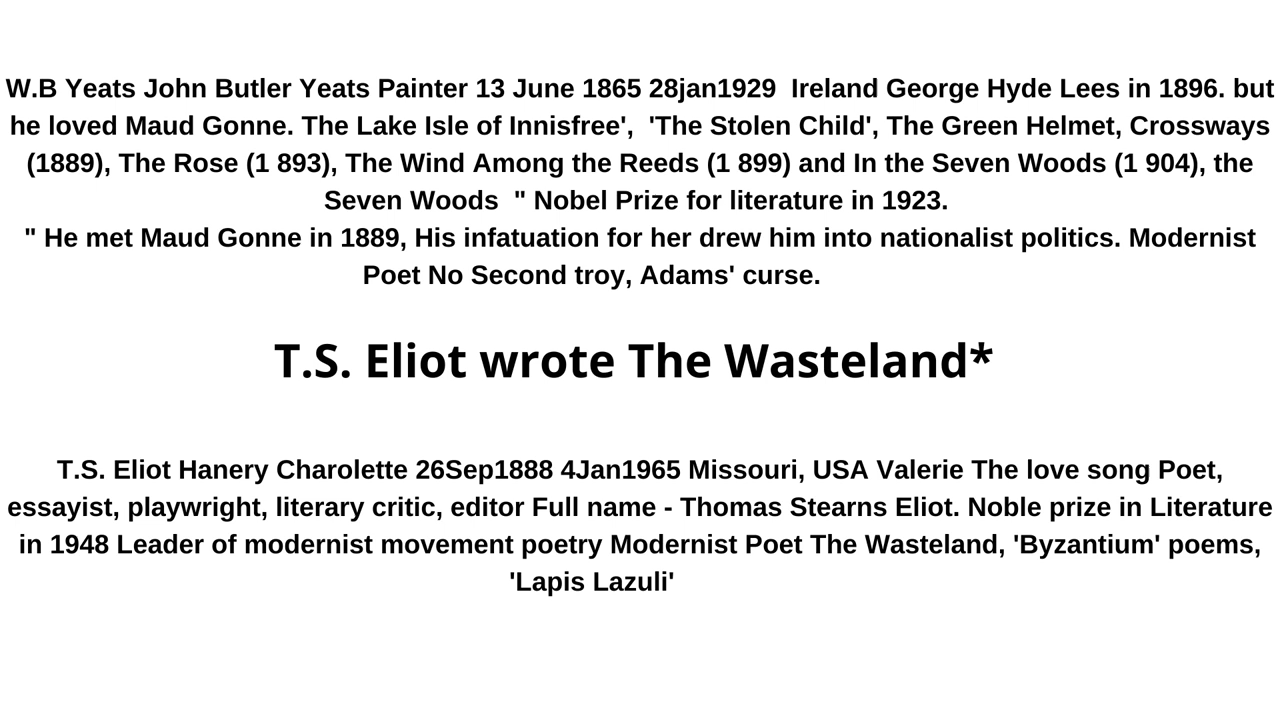 W.B Yeats John Butler Yeats Painter 13 June 1865 28jan1929  Ireland George Hyde Lees in 1896. but
he loved Maud Gonne. The Lake Isle of Innisfree',  'The Stolen Child', The Green Helmet, Crossways
(1889), The Rose (1 893), The Wind Among the Reeds (1 899) and In the Seven Woods (1 904), the
Seven Woods  " Nobel Prize for literature in 1923.
" He met Maud Gonne in 1889, His infatuation for her drew him into nationalist politics. Modernist
Poet No Second troy, Adams' curse.
T.S. Eliot wrote The Wasteland*
T.S. Eliot Hanery Charolette 26Sep1888 4Jan1965 Missouri, USA Valerie The love song Poet,
essayist, playwright, literary critic, editor Full name - Thomas Stearns Eliot. Noble prize in Literature
in 1948 Leader of modernist movement poetry Modernist Poet The Wasteland, 'Byzantium' poems,
'Lapis Lazuli'